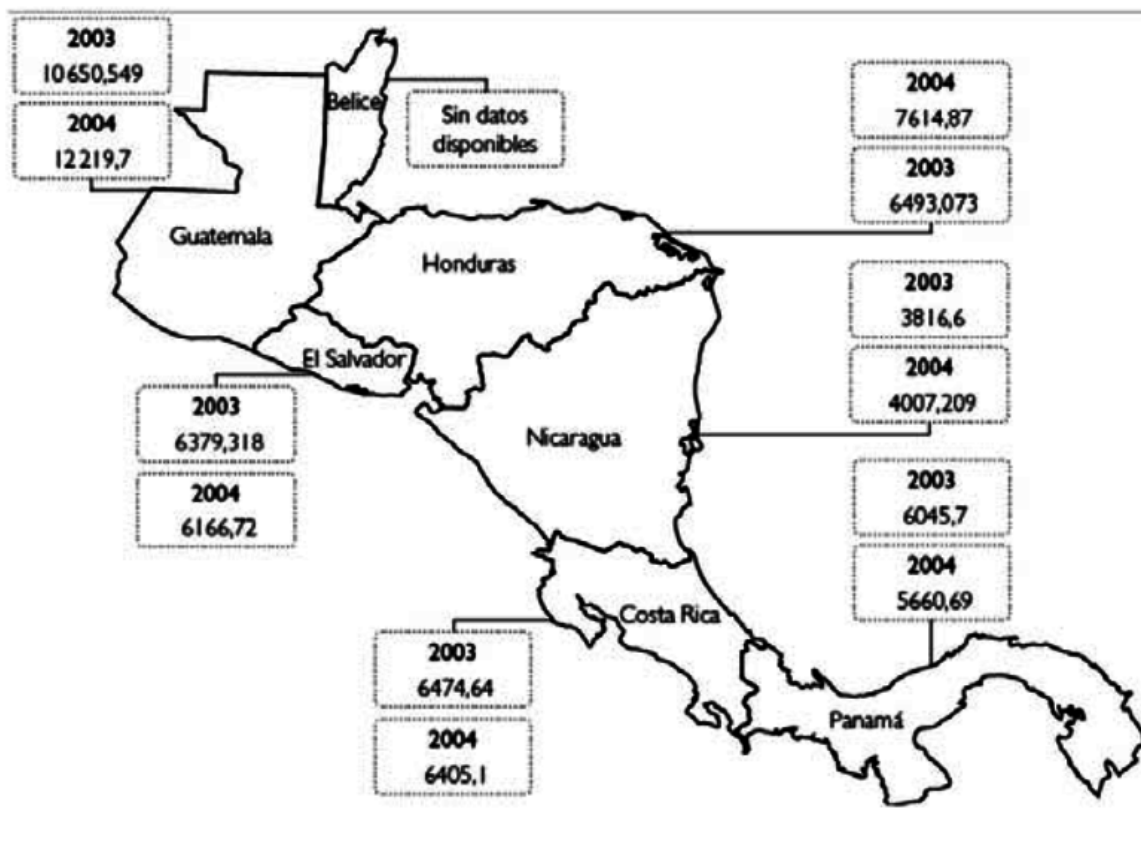 2003
10650,549
2004
12219,7
Belice
Sin datos
disponibles
2004
7614,87
2003
6493,073
Guatemala
Honduras
2003
3816,6
2004
4007,209
El Salvador
2003
6379,318
2004
6166,72
Nicaragua
2003
6045,7
2004
5660,69
Costa Rica
2003
6474,64
2004
6405,1
Panamá